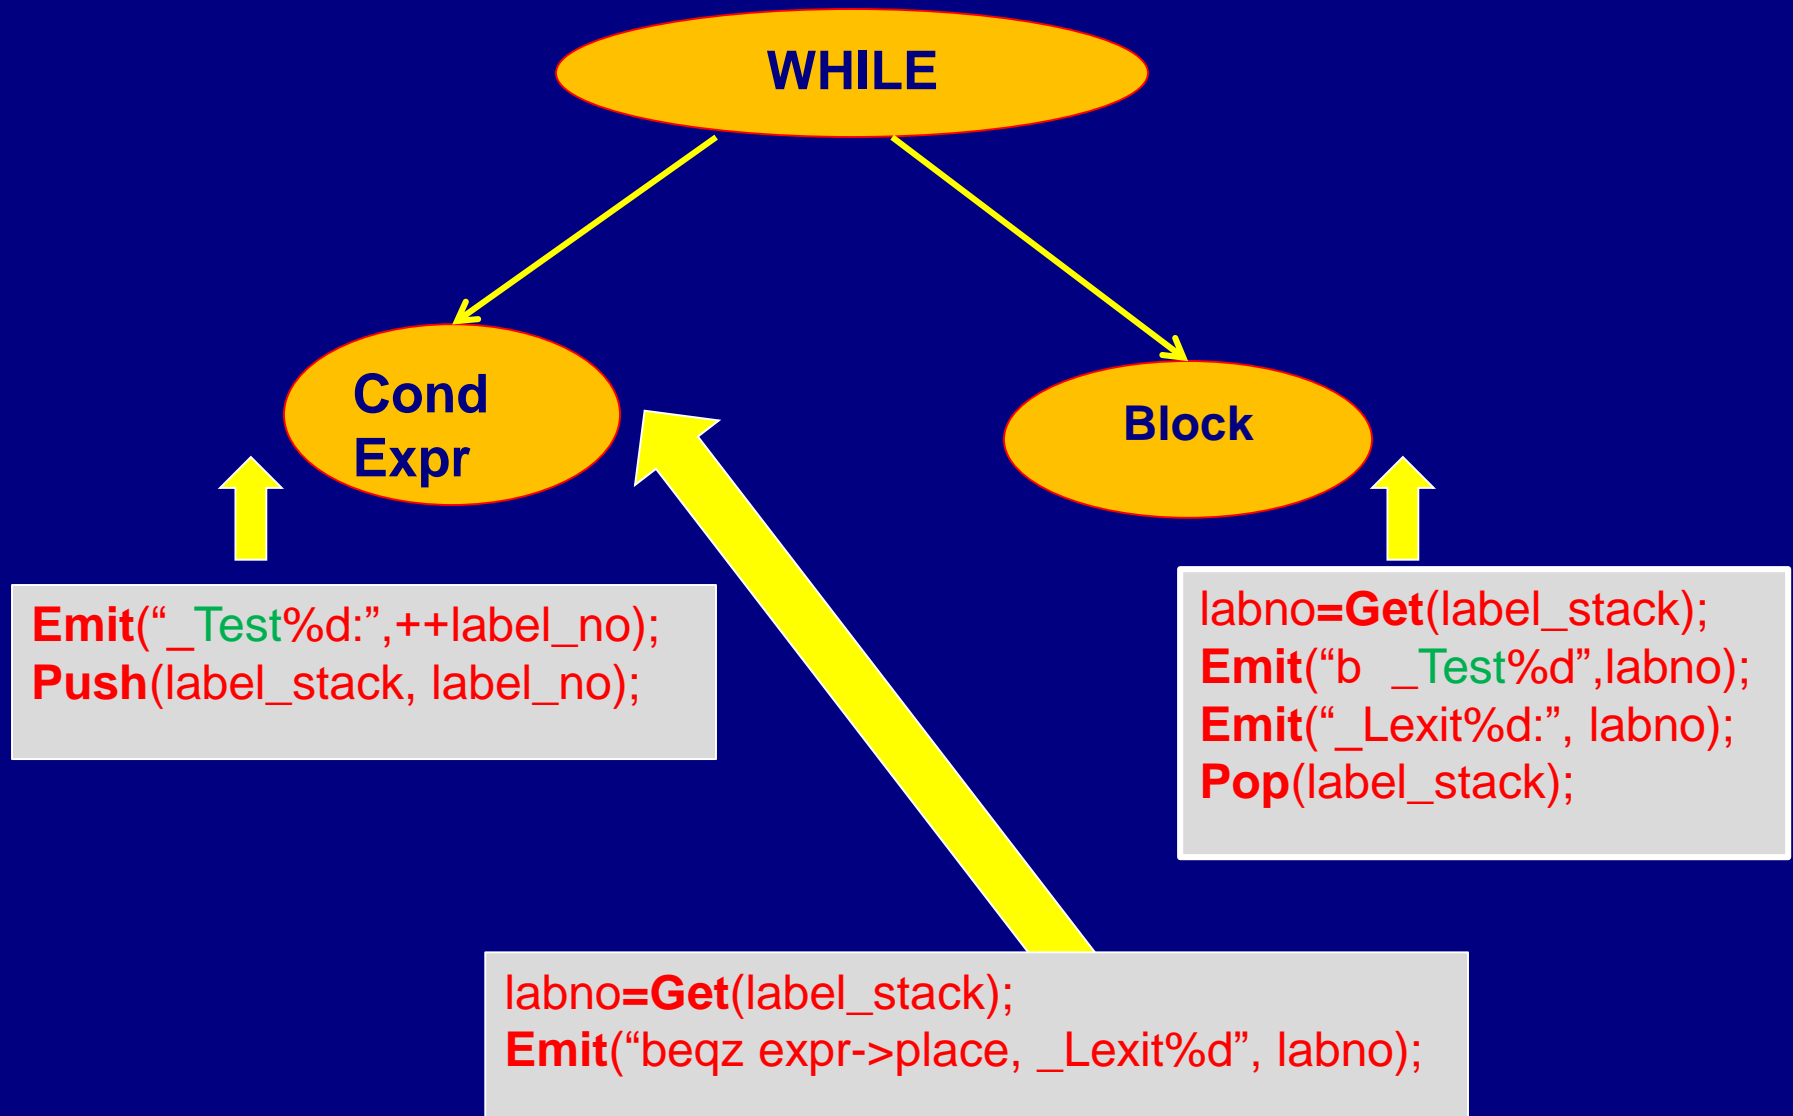 WHILE
Cond
Expr
Block
Emit(“_Test%d:”,++label_no);
Push(label_stack, label_no);
labno=Get(label_stack);
Emit(“b _Test%d”,labno);
Emit(“_Lexit%d:”, labno);
Pop(label_stack);
labno=Get(label_stack);
Emit(“beqz expr->place, _Lexit%d”, labno);